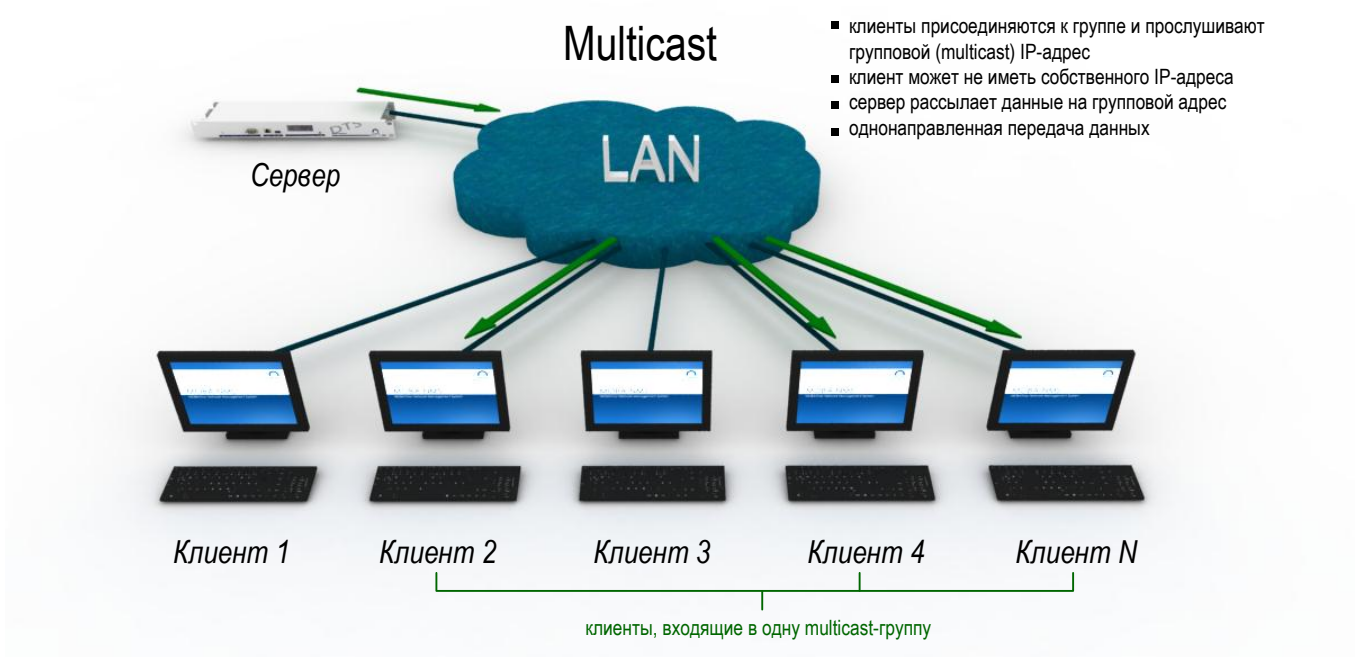 Multicast
клиенты присоединяются к группе и прослушивают
групповой (multicast) IP-адрес
клиент может не иметь собственного IP-адреса
сервер рассылает данные на групповой адрес
однонаправленная передача данных
DTS
Сервер
LAN
Клиент 1
Клиент 2
Клиент 3
Клиент 4
Клиент N
клиенты, входящие в одну multicast-группу